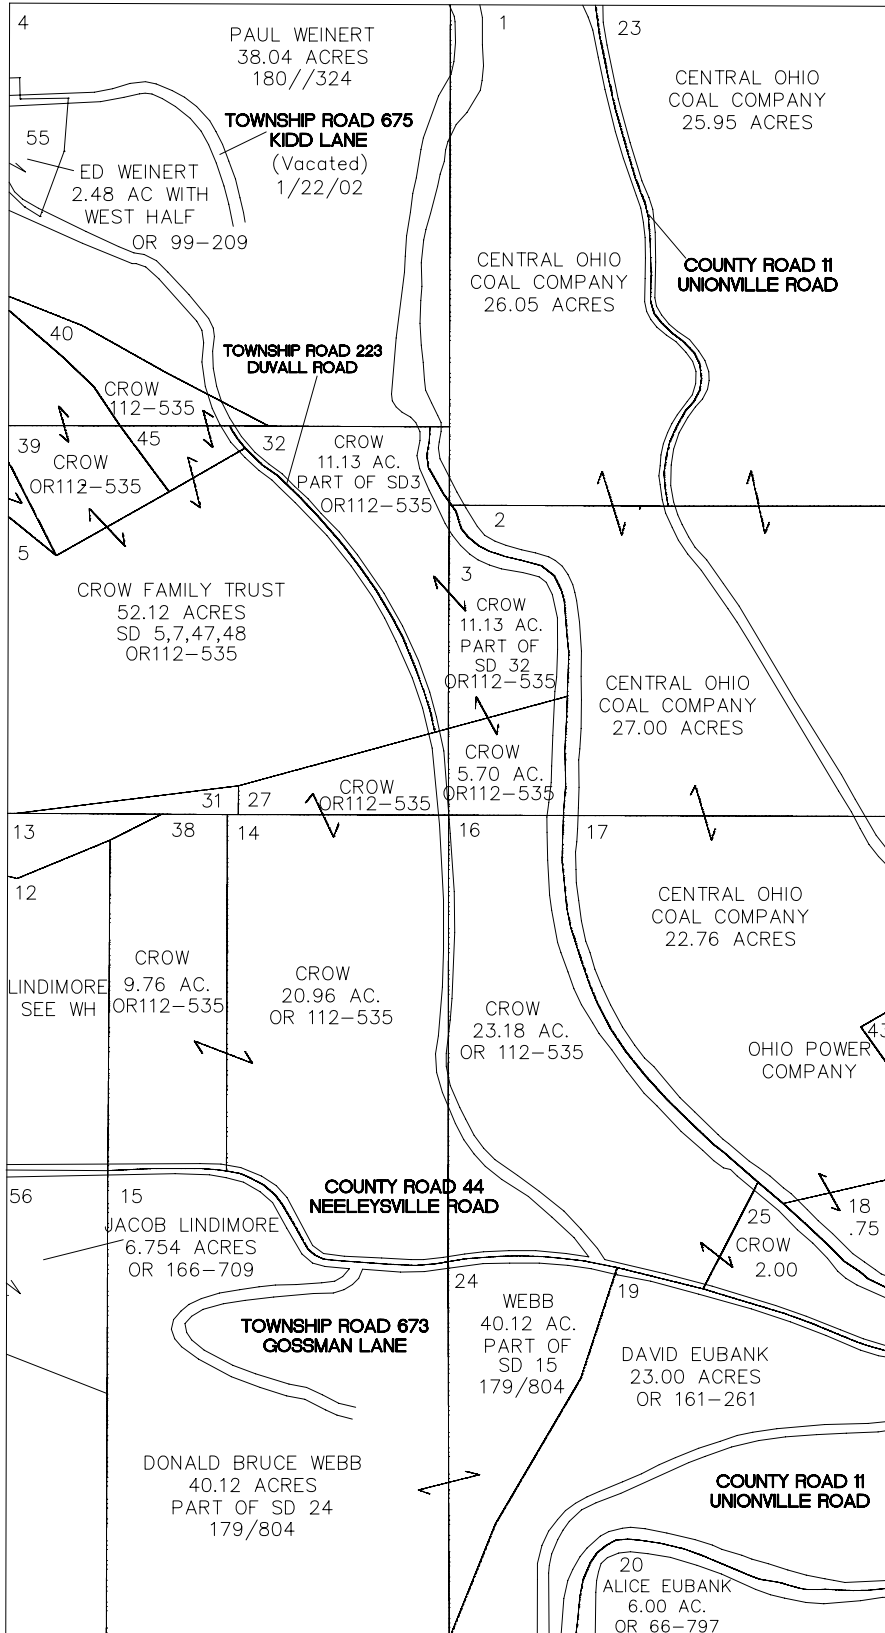 4
PAUL WEINERT
38.04 ACRES
180//324
1
23
CENTRAL OHIO
COAL COMPANY
25.95 ACRES
TOWNSHIP ROAD 675
KIDD LANE
(Vacated)
1/22/02
55
ED WEINERT
2.48 AC WITH
WEST HALF
OR 99-209
CENTRAL OHIO
COAL COMPANY
26.05 ACRES
COUNTY ROAD 11
UNIONVILLE ROAD
40
TOWNSHIP ROAD 223
DUVALL ROAD
CROW
112-535
39
45
CROW
OR112-535
32
CROW
11.13 AC.
PART OF SD3
OR112-535
2
5
3
CROW FAMILY TRUST
52.12 ACRES
SD 5,7,47,48
OR112-535
CROW
11.13 AC.
PART OF
SD 32
OR112-535
CENTRAL OHIO
COAL COMPANY
27.00 ACRES
CROW
5.70 AC.
OR112-535
31
27
CROW
OR112-535
13
38
14
16
17
12
CENTRAL OHIO
COAL COMPANY
22.76 ACRES
LINDIMORE
SEE WH
CROW
9.76 AC.
OR112-535
CROW
20.96 AC.
OR 112-535
CROW
23.18 AC.
OR 112-535
43
OHIO POWER
COMPANY
COUNTY ROAD 44
NEELEYSVILLE ROAD
56
15
JACOB LINDIMORE
6.754 ACRES
OR 166-709
18
.75
25
CROW
2.00
24
19
WEBB
40.12 AC.
PART OF
SD 15
179/804
TOWNSHIP ROAD 673
GOSSMAN LANE
DAVID EUBANK
23.00 ACRES
OR 161-261
DONALD BRUCE WEBB
40.12 ACRES
PART OF SD 24
179/804
COUNTY ROAD 11
UNIONVILLE ROAD
20
ALICE EUBANK
6.00 AC.
OR 66-797